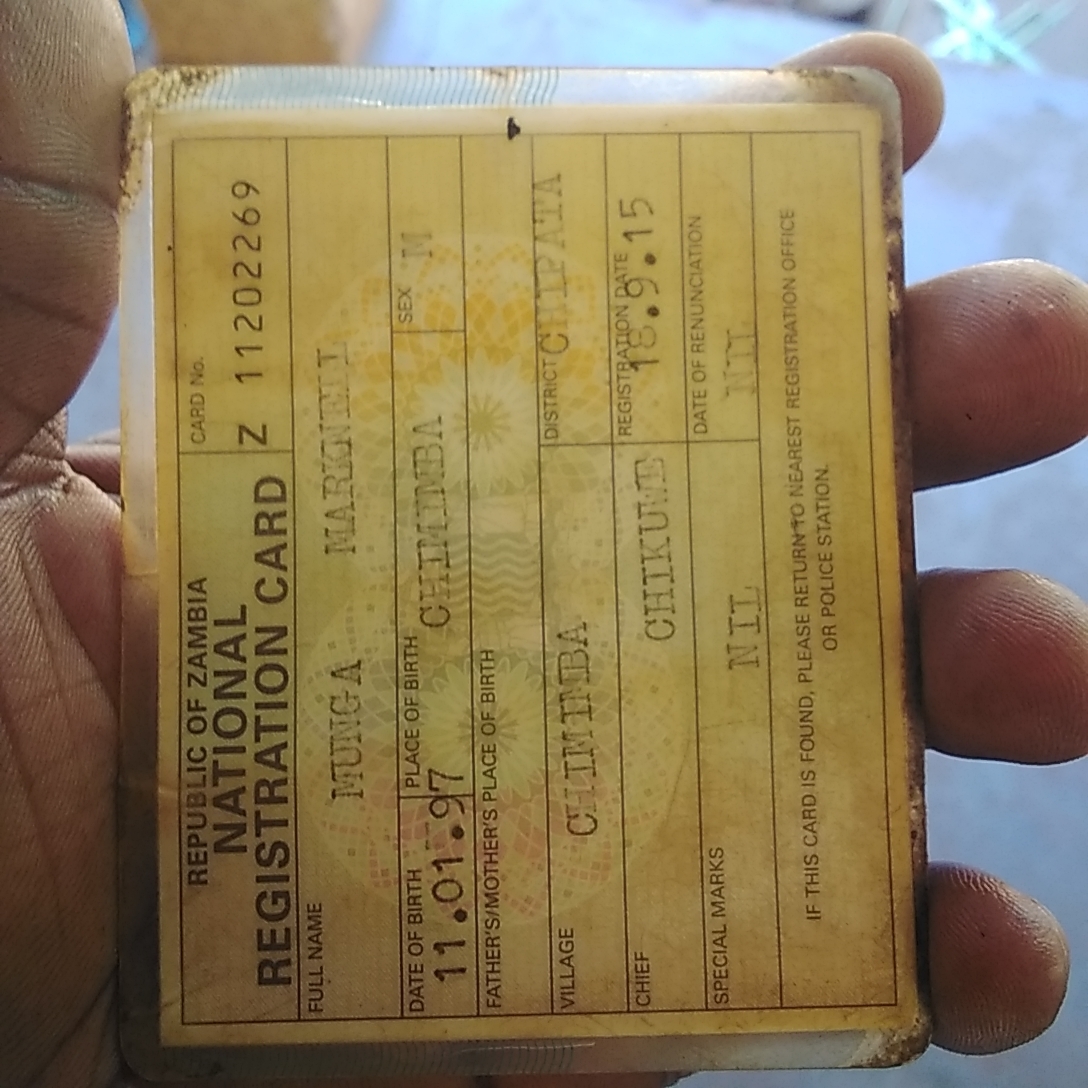 REPUBLIC OF ZAMBIA
NATIONAL
REGISTRATION CARD
CARD No.
Z 11202269
FULL NAME
MUNGA MARKNELL
DATE OF BIRTH
11.01.97
PLACE OF BIRTH
CHIMIMBA
SEX M
FATHER'S/MOTHER'S PLACE OF BIRTH
VILLAGE
CHIMIMBA
DISTRICT CHIPATA
CHIEF
CHIKUWE
REGISTRATION DATE
18.9.15
SPECIAL MARKS
NIL
DATE OF RENUNCIATION
NIL
IF THIS CARD IS FOUND, PLEASE RETURN TO NEAREST REGISTRATION OFFICE
OR POLICE STATION.